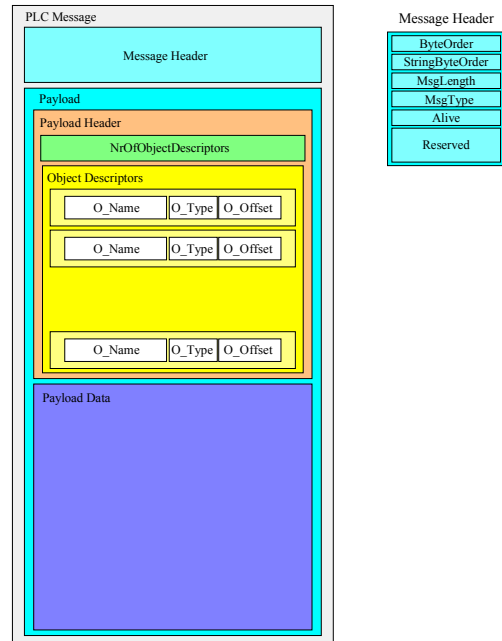 PLC Message
Message Header
Payload
Payload Header
NrOfObjectDescriptors
Object Descriptors
O_Name O_Type O_Offset
O_Name O_Type O_Offset
O_Name O_Type O_Offset
Payload Data
Message Header
ByteOrder
StringByteOrder
MsgLength
MsgType
Alive
Reserved